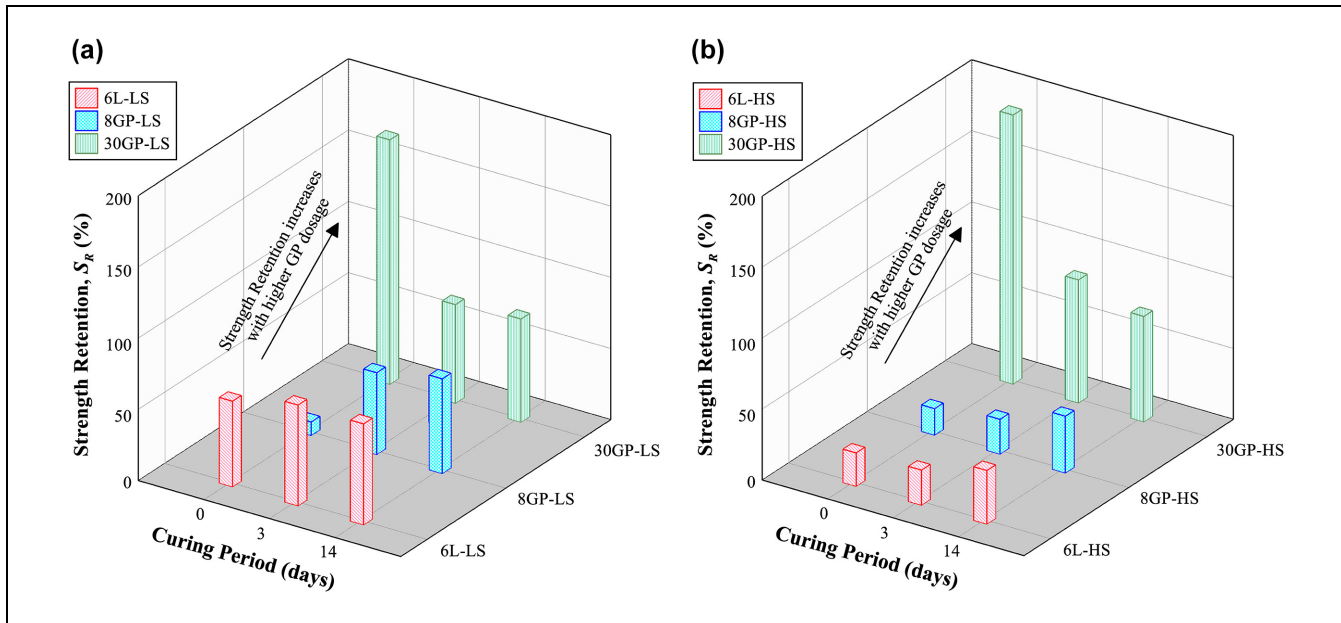 (a)
6L-LS
8GP-LS
30GP-LS
Strength Retention, S_R (%)
200
150
100
50
0
Strength Retention increases
with higher GP dosage
0
3
14
Curing Period (days)
6L-LS
8GP-LS
30GP-LS
(b)
6L-HS
8GP-HS
30GP-HS
Strength Retention, S_R (%)
200
150
100
50
0
Strength Retention increases
with higher GP dosage
0
3
14
Curing Period (days)
6L-HS
8GP-HS
30GP-HS